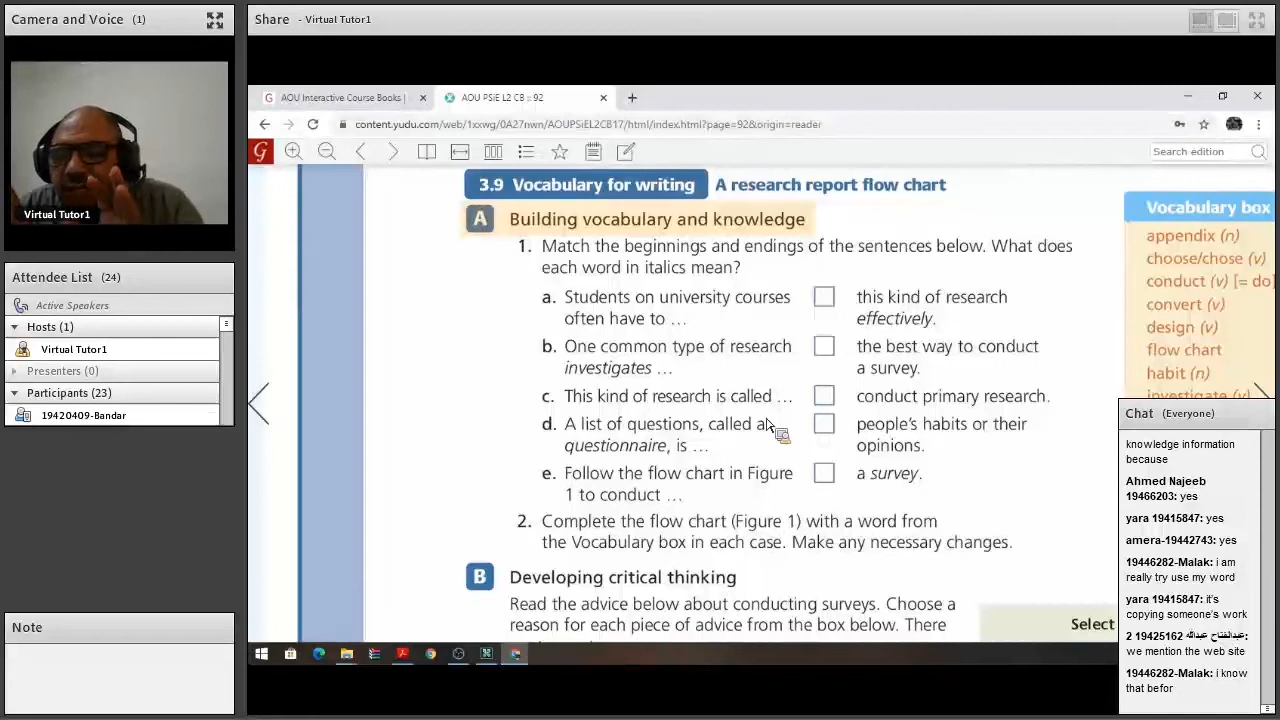 Camera and Voice (1)
Virtual Tutor1
Attendee List (24)
Active Speakers
Hosts (1)
Virtual Tutor1
Presenters (0)
Participants (23)
19420409-Bandar
Note
Share - Virtual Tutor1
AOU Interactive Course Books |
AOU PSiE L2 CB = 92
content.yudu.com/web/1xxwg/0A27nwn/AOUPSiEL2CB17/html/index.html?page=92&origin=reader
Search edition
3.9 Vocabulary for writing A research report flow chart
A Building vocabulary and knowledge
1. Match the beginnings and endings of the sentences below. What does
each word in italics mean?
a. Students on university courses
often have to …
this kind of research
effectively.
b. One common type of research
investigates …
the best way to conduct
a survey.
c. This kind of research is called …
conduct primary research.
d. A list of questions, called a
questionnaire, is …
people's habits or their
opinions.
e. Follow the flow chart in Figure
1 to conduct …
a survey.
2. Complete the flow chart (Figure 1) with a word from
the Vocabulary box in each case. Make any necessary changes.
B Developing critical thinking
Read the advice below about conducting surveys. Choose a
reason for each piece of advice from the box below. There
Select
Vocabulary box
appendix (n)
choose/chose (v)
conduct (v) [= do]
convert (v)
design (v)
flow chart
habit (n)
investigate (v)
Chat (Everyone)
knowledge information
because
Ahmed Najeeb
19466203: yes
yara 19415847: yes
amera-19442743: yes
19446282-Malak: i am
really try use my word
yara 19415847: it's
copying someone's work
2 19425162 عبدالفتاح عبدالله:
we mention the web site
19446282-Malak: i know
that befor